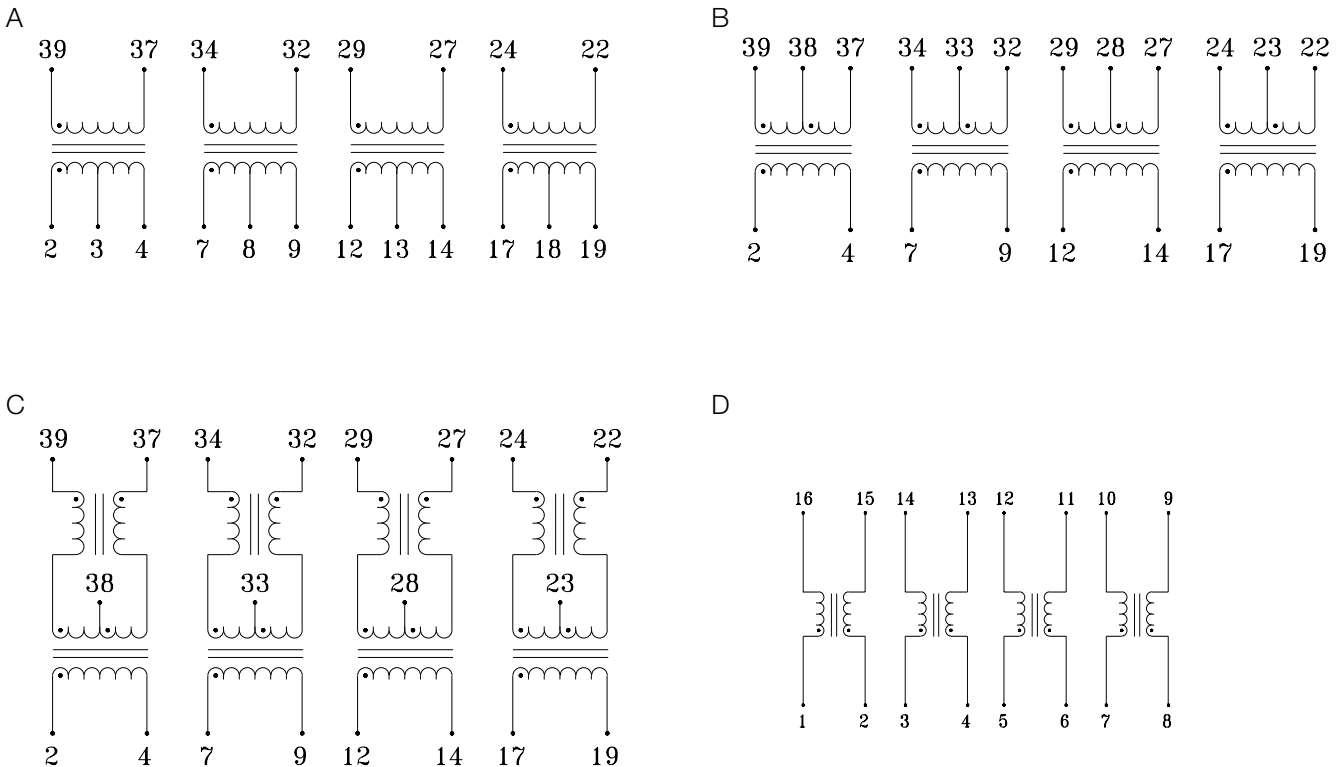 A
39 37 34 32 29 27 24 22
2 3 4 7 8 9 12 13 14 17 18 19
B
39 38 37 34 33 32 29 28 27 24 23 22
2 4 7 9 12 14 17 19
C
39 37 34 32 29 27 24 22
38 33 28 23
2 4 7 9 12 14 17 19
D
16 15 14 13 12 11 10 9
1 2 3 4 5 6 7 8